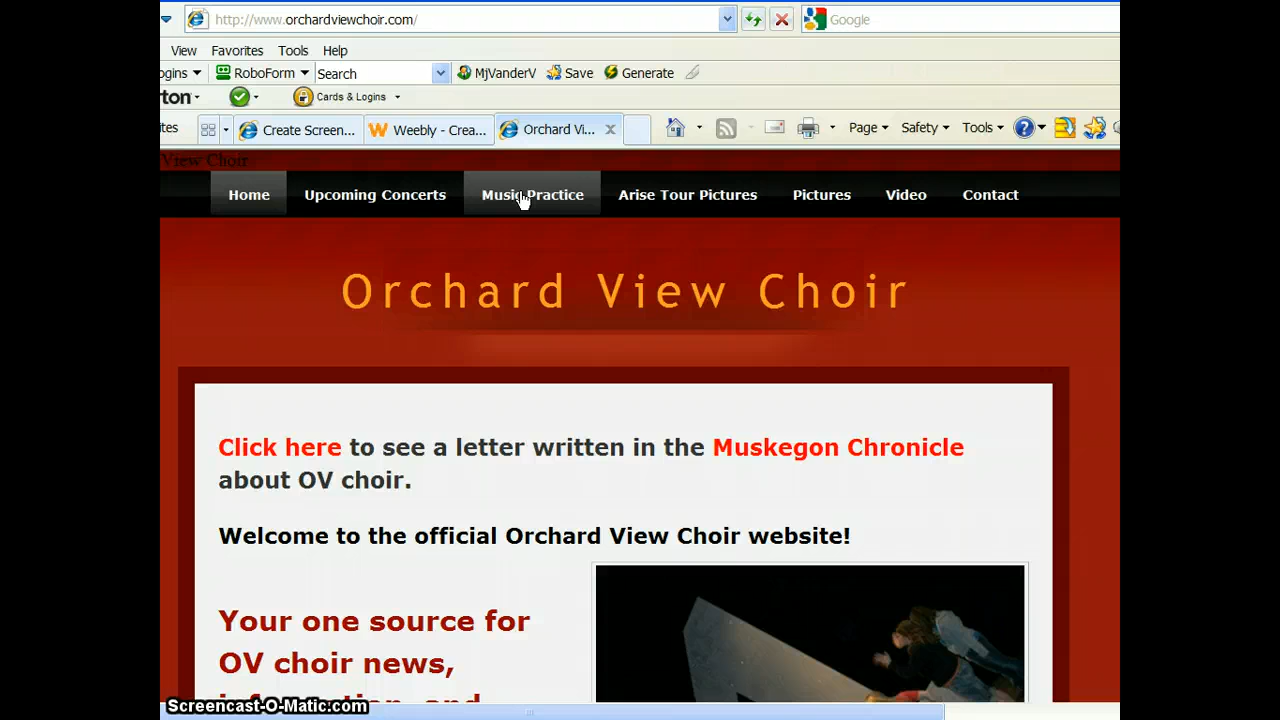 http://www.orchardviewchoir.com/
Google
View Favorites Tools Help
ogins RoboForm Search MjVanderV Save Generate
rton Cards & Logins
ites Create Screen... Weebly - Crea... Orchard Vi... Page Safety Tools
View Choir
Home Upcoming Concerts Music Practice Arise Tour Pictures Pictures Video Contact
Orchard View Choir
Click here to see a letter written in the Muskegon Chronicle
about OV choir.
Welcome to the official Orchard View Choir website!
Your one source for
OV choir news,
information, and
Screencast-O-Matic.com